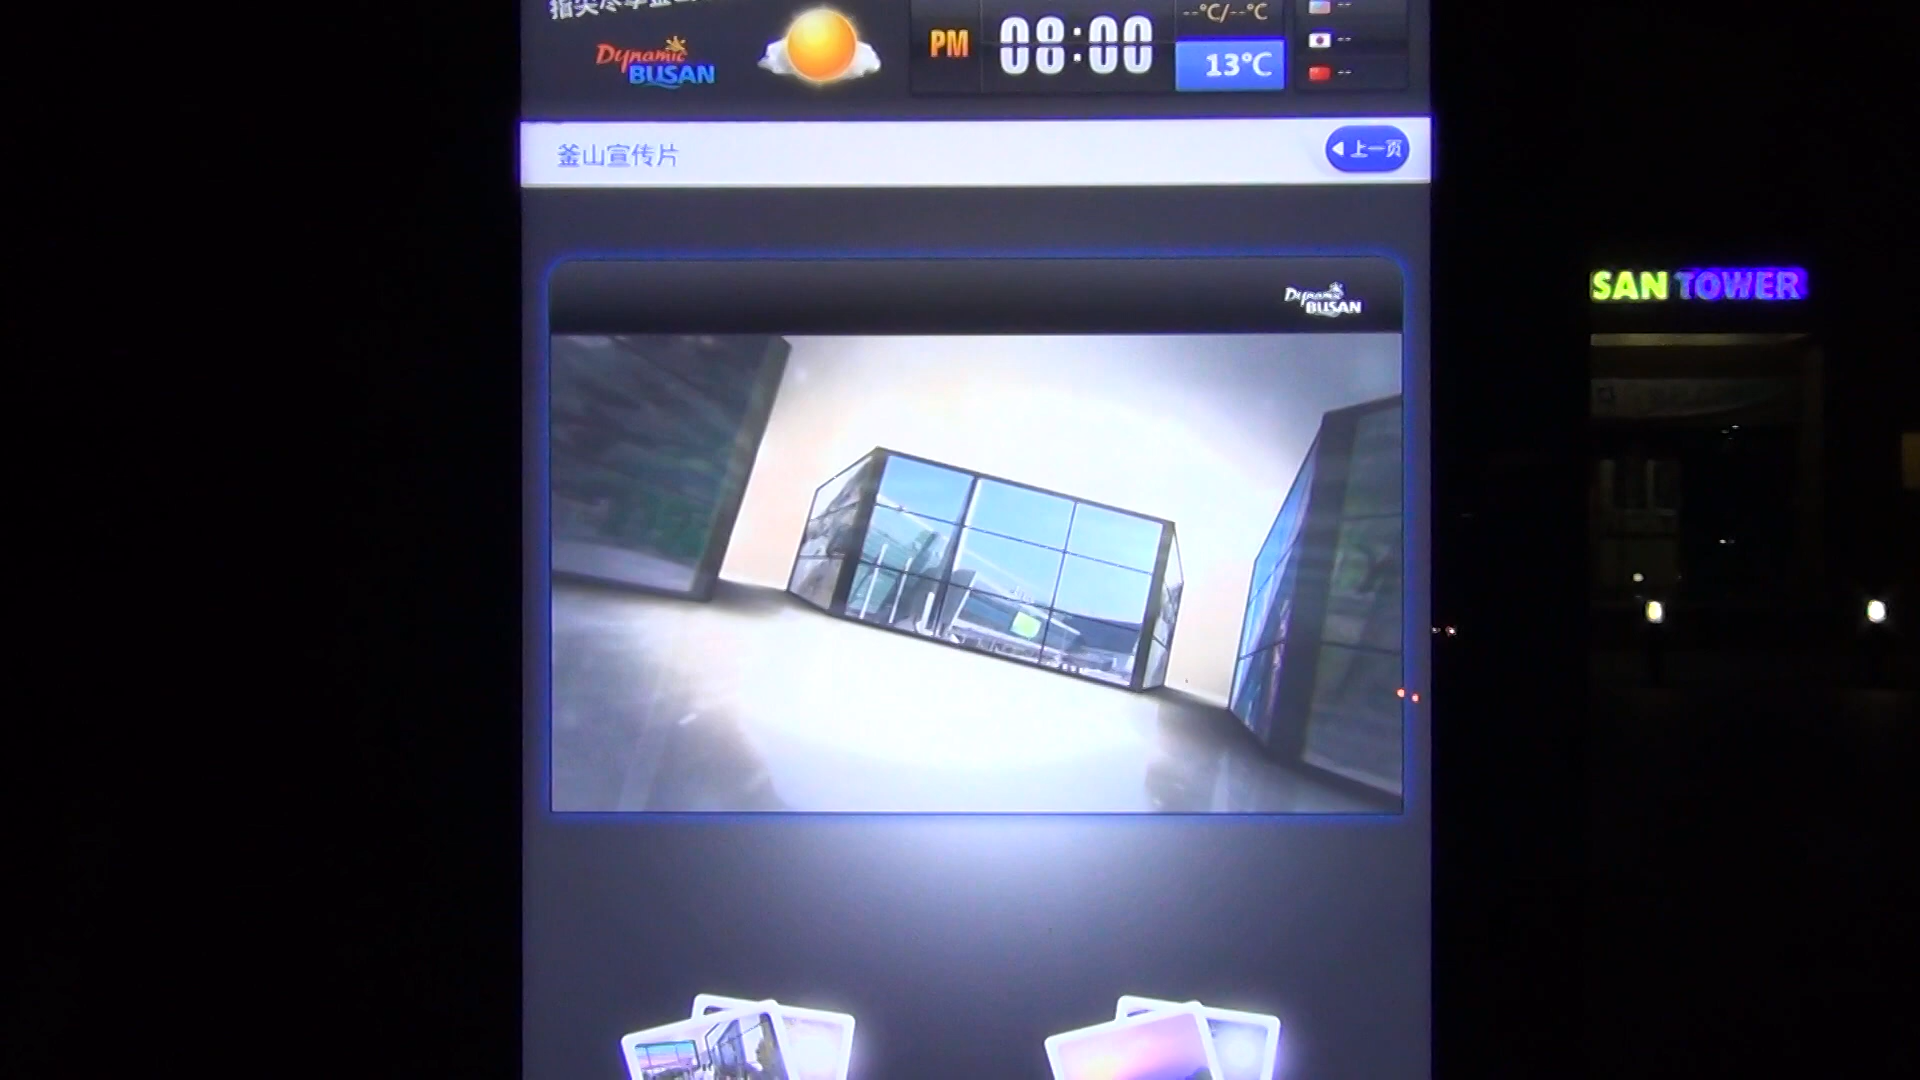 Dynamic
BUSAN
PM 08:00
--°C/--°C
13°C
--
--
--
釜山宣传片
上一页
Dynamic
BUSAN
SAN TOWER